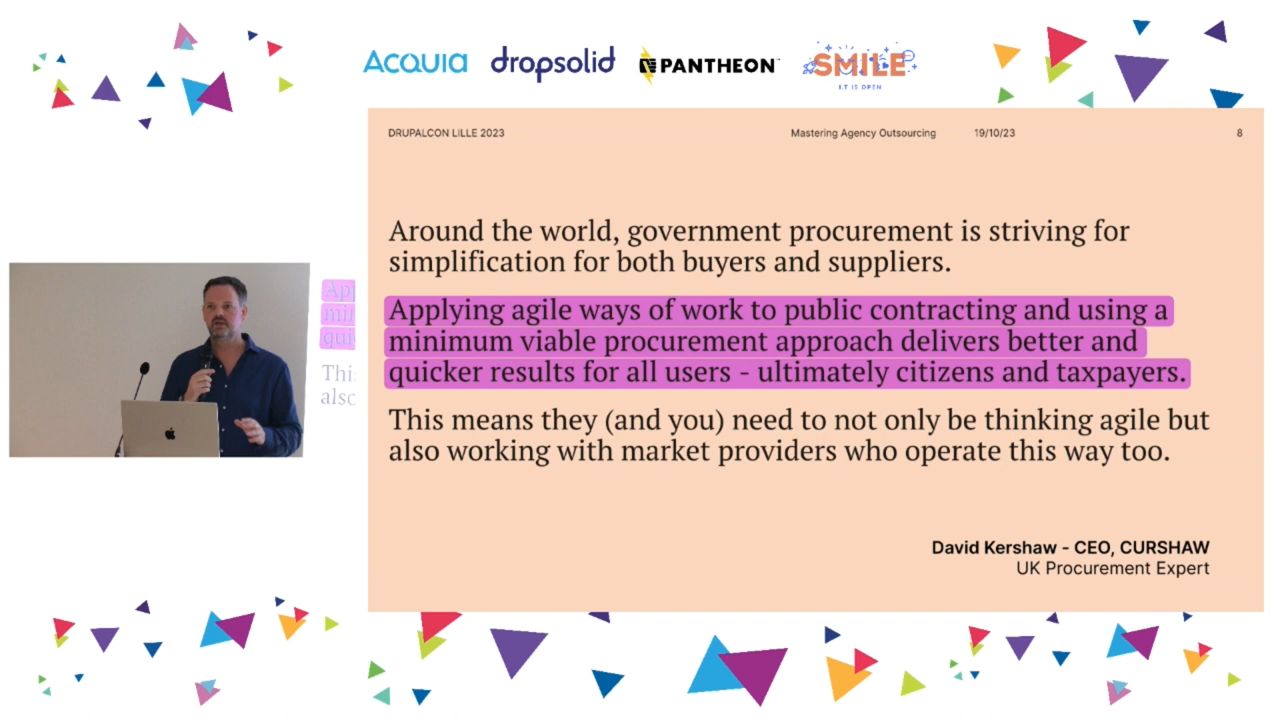 Acquia
dropsolid
PANTHEON
SMILE
I.T IS OPEN
DRUPALCON LILLE 2023
Mastering Agency Outsourcing
19/10/23
8
Around the world, government procurement is striving for
simplification for both buyers and suppliers.
Applying agile ways of work to public contracting and using a
minimum viable procurement approach delivers better and
quicker results for all users - ultimately citizens and taxpayers.
This means they (and you) need to not only be thinking agile but
also working with market providers who operate this way too.
David Kershaw - CEO, CURSHAW
UK Procurement Expert